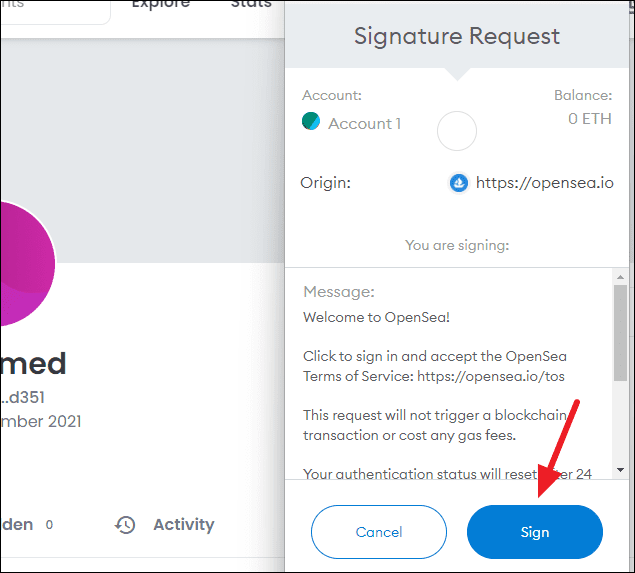 nts
Explore
Stats
Signature Request
Account:
Balance:
Account 1
0 ETH
Origin:
https://opensea.io
You are signing:
Message:
Welcome to OpenSea!
Click to sign in and accept the OpenSea
Terms of Service: https://opensea.io/tos
This request will not trigger a blockchain
transaction or cost any gas fees.
Your authentication status will reset after 24
med
...d351
mber 2021
den 0
Activity
Cancel
Sign